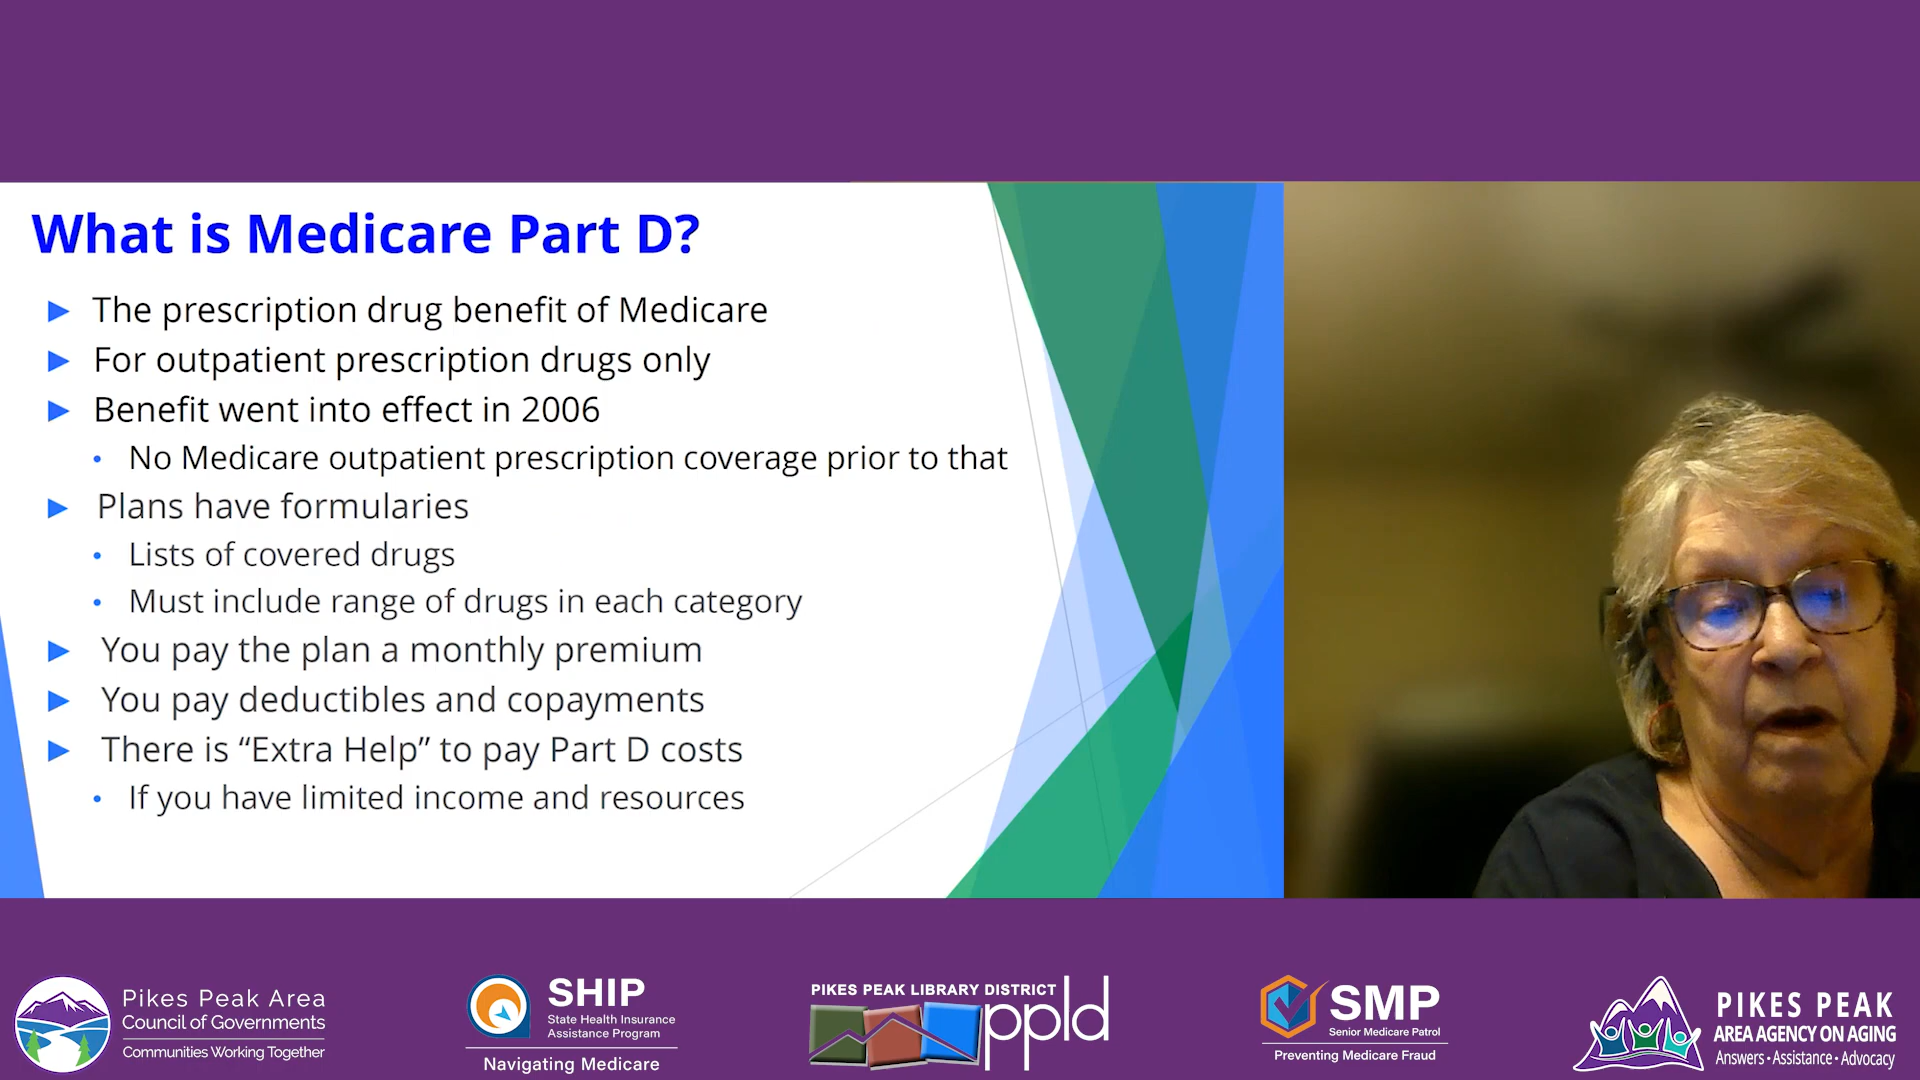 What is Medicare Part D?
The prescription drug benefit of Medicare
For outpatient prescription drugs only
Benefit went into effect in 2006
No Medicare outpatient prescription coverage prior to that
Plans have formularies
Lists of covered drugs
Must include range of drugs in each category
You pay the plan a monthly premium
You pay deductibles and copayments
There is “Extra Help” to pay Part D costs
If you have limited income and resources
Pikes Peak Area
Council of Governments
Communities Working Together
SHIP
State Health Insurance
Assistance Program
Navigating Medicare
PIKES PEAK LIBRARY DISTRICT
ppld
SMP
Senior Medicare Patrol
Preventing Medicare Fraud
PIKES PEAK
AREA AGENCY ON AGING
Answers • Assistance • Advocacy